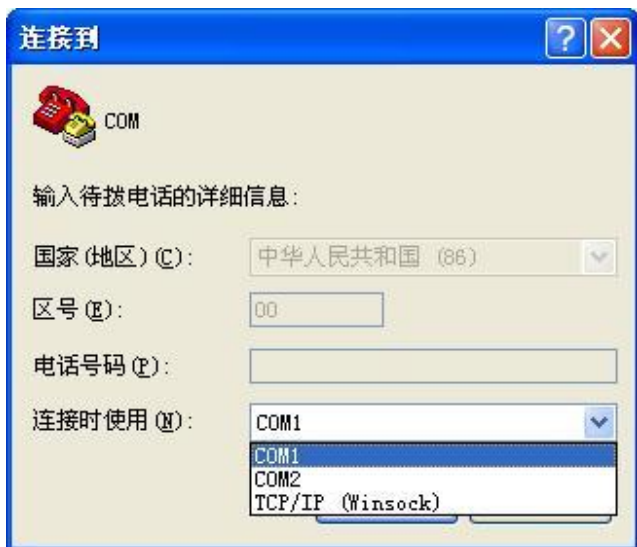 连接到
COM
输入待拨电话的详细信息:
国家(地区)(C): 中华人民共和国 (86)
区号(E): 00
电话号码(P):
连接时使用(N): COM1
COM1
COM2
TCP/IP (Winsock)